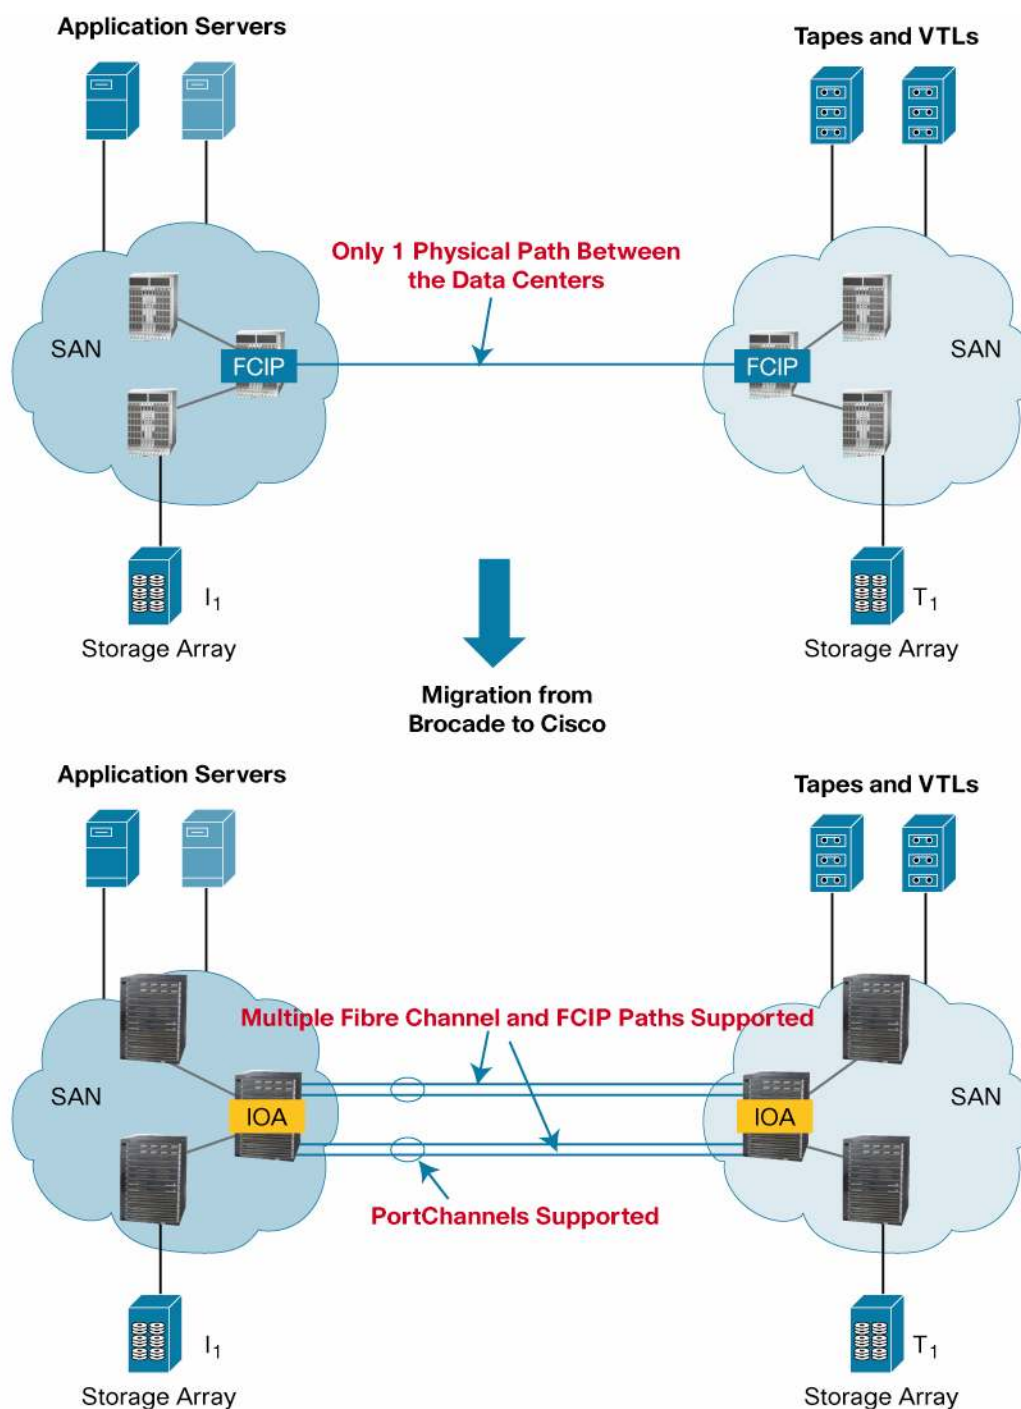 Application Servers
Tapes and VTLs
Only 1 Physical Path Between
the Data Centers
SAN
FCIP
FCIP
SAN
I1
T1
Storage Array
Storage Array
Migration from
Brocade to Cisco
Application Servers
Tapes and VTLs
Multiple Fibre Channel and FCIP Paths Supported
SAN
IOA
IOA
SAN
PortChannels Supported
I1
T1
Storage Array
Storage Array